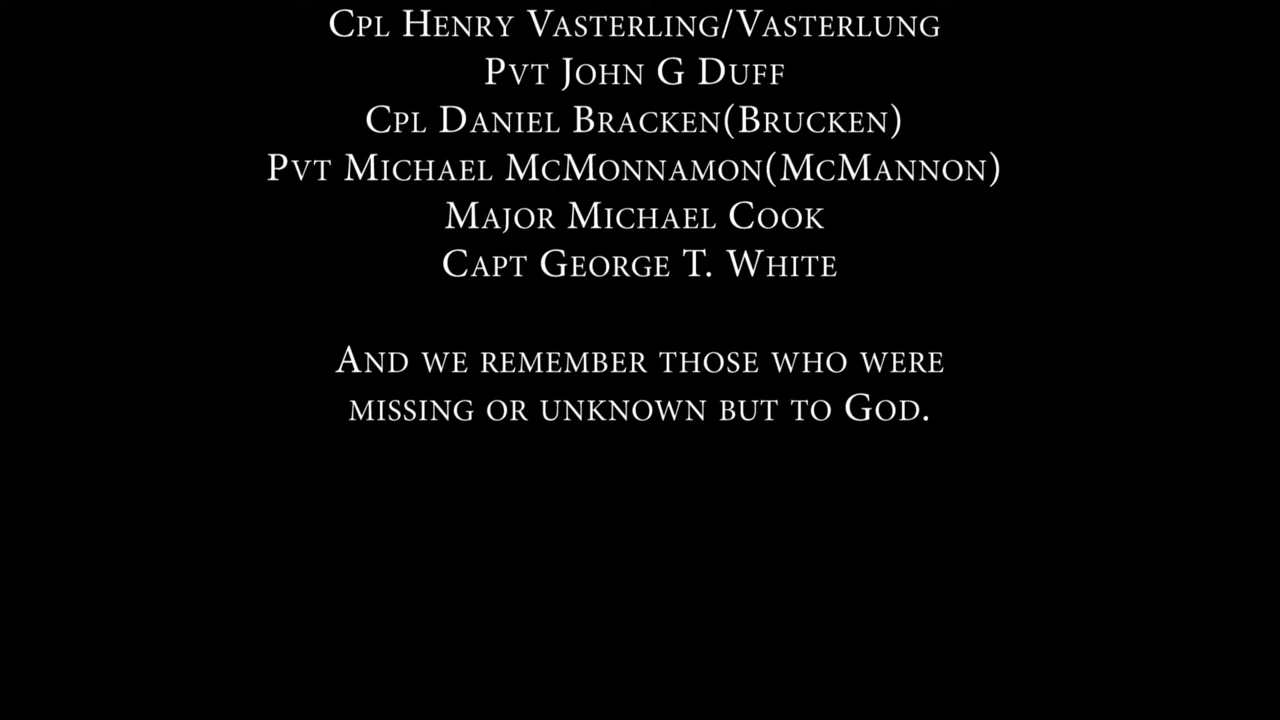 Cpl Henry Vasterling/Vasterlung
Pvt John G Duff
Cpl Daniel Bracken(Brucken)
Pvt Michael McMonnamon(McMannon)
Major Michael Cook
Capt George T. White
And we remember those who were
missing or unknown but to God.